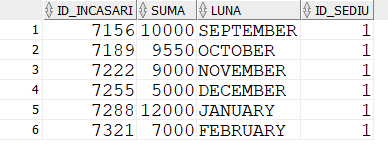 ID_INCASARI SUMA LUNA ID_SEDIU
1 7156 10000 SEPTEMBER 1
2 7189 9550 OCTOBER 1
3 7222 9000 NOVEMBER 1
4 7255 5000 DECEMBER 1
5 7288 12000 JANUARY 1
6 7321 7000 FEBRUARY 1